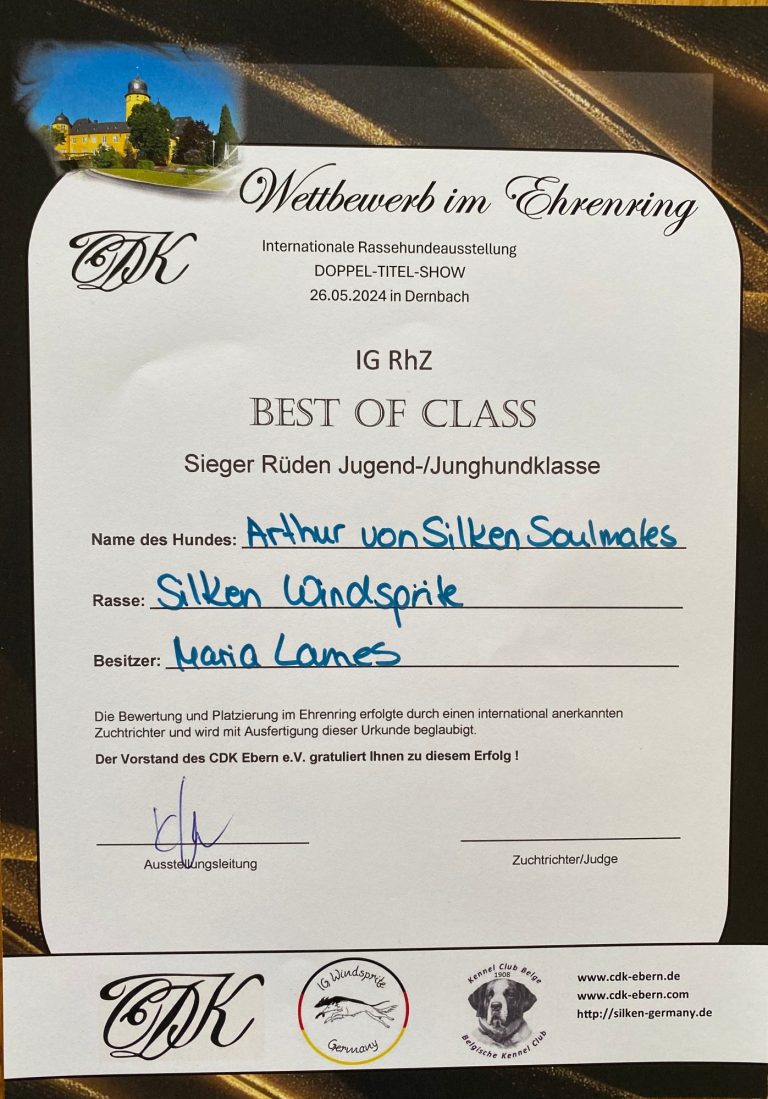 Wettbewerb im Ehrenring
CDK
Internationale Rassehundeausstellung
DOPPEL-TITEL-SHOW
26.05.2024 in Dernbach
IG RhZ
BEST OF CLASS
Sieger Rüden Jugend-/Junghundklasse
Name des Hundes: Arthur von Silken Soulmates
Rasse: Silken Windsprite
Besitzer: Maria Lames
Die Bewertung und Platzierung im Ehrenring erfolgte durch einen international anerkannten
Zuchtrichter und wird mit Ausfertigung dieser Urkunde beglaubigt.
Der Vorstand des CDK Ebern e.V. gratuliert Ihnen zu diesem Erfolg !
Ausstellungsleitung
Zuchtrichter/Judge
CDK
IG Windsprite
Germany
Kennel Club Belge
1908
Belgische Kennel Club
www.cdk-ebern.de
www.cdk-ebern.com
http://silken-germany.de